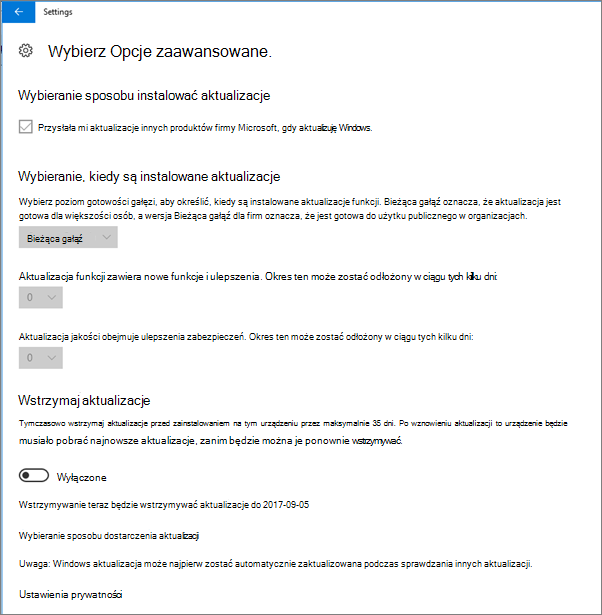 Settings
Wybierz Opcje zaawansowane.
Wybieranie sposobu instalować aktualizacje
Przysłała mi aktualizacje innych produktów firmy Microsoft, gdy aktualizuję Windows.
Wybieranie, kiedy są instalowane aktualizacje
Wybierz poziom gotowości gałęzi, aby określić, kiedy są instalowane aktualizacje funkcji. Bieżąca gałąź oznacza, że aktualizacja jest
gotowa dla większości osób, a wersja Bieżąca gałąź dla firm oznacza, że jest gotowa do użytku publicznego w organizacjach.
Bieżąca gałąź
Aktualizacja funkcji zawiera nowe funkcje i ulepszenia. Okres ten może zostać odłożony w ciągu tych kilku dni:
0
Aktualizacja jakości obejmuje ulepszenia zabezpieczeń. Okres ten może zostać odłożony w ciągu tych kilku dni:
0
Wstrzymaj aktualizacje
Tymczasowo wstrzymaj aktualizacje przed zainstalowaniem na tym urządzeniu przez maksymalnie 35 dni. Po wznowieniu aktualizacji to urządzenie będzie
musiało pobrać najnowsze aktualizacje, zanim będzie można je ponownie wstrzymywać.
Wyłączone
Wstrzymywanie teraz będzie wstrzymywać aktualizacje do 2017-09-05
Wybieranie sposobu dostarczenia aktualizacji
Uwaga: Windows aktualizacja może najpierw zostać automatycznie zaktualizowana podczas sprawdzania innych aktualizacji.
Ustawienia prywatności